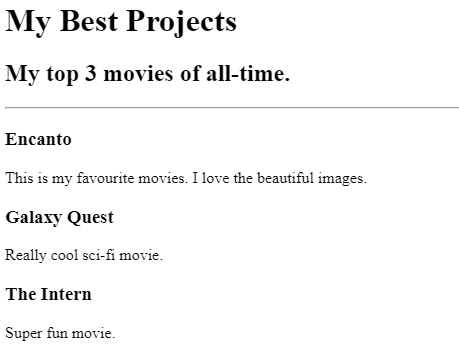 My Best Projects
My top 3 movies of all-time.
Encanto
This is my favourite movies. I love the beautiful images.
Galaxy Quest
Really cool sci-fi movie.
The Intern
Super fun movie.